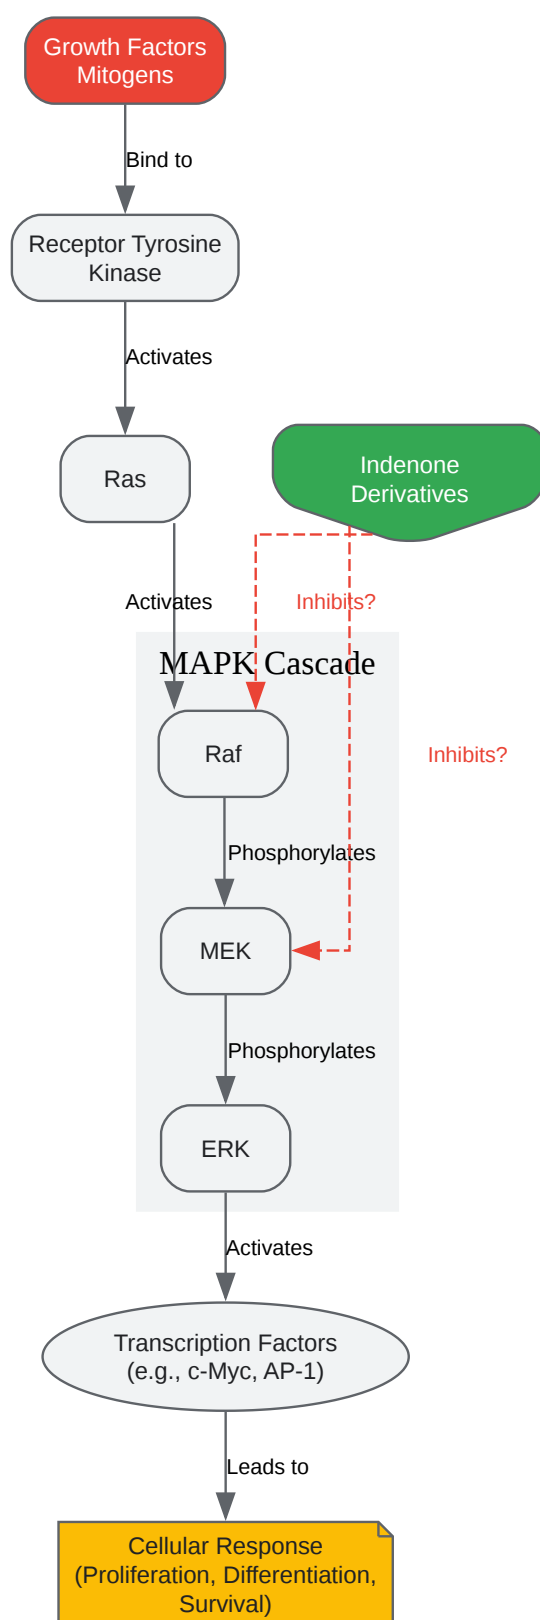 Growth Factors
Mitogens
Bind to
Receptor Tyrosine
Kinase
Activates
Ras
Indenone
Derivatives
Activates
Inhibits?
MAPK Cascade
Raf
Inhibits?
Phosphorylates
MEK
Phosphorylates
ERK
Activates
Transcription Factors
(e.g., c-Myc, AP-1)
Leads to
Cellular Response
(Proliferation, Differentiation,
Survival)